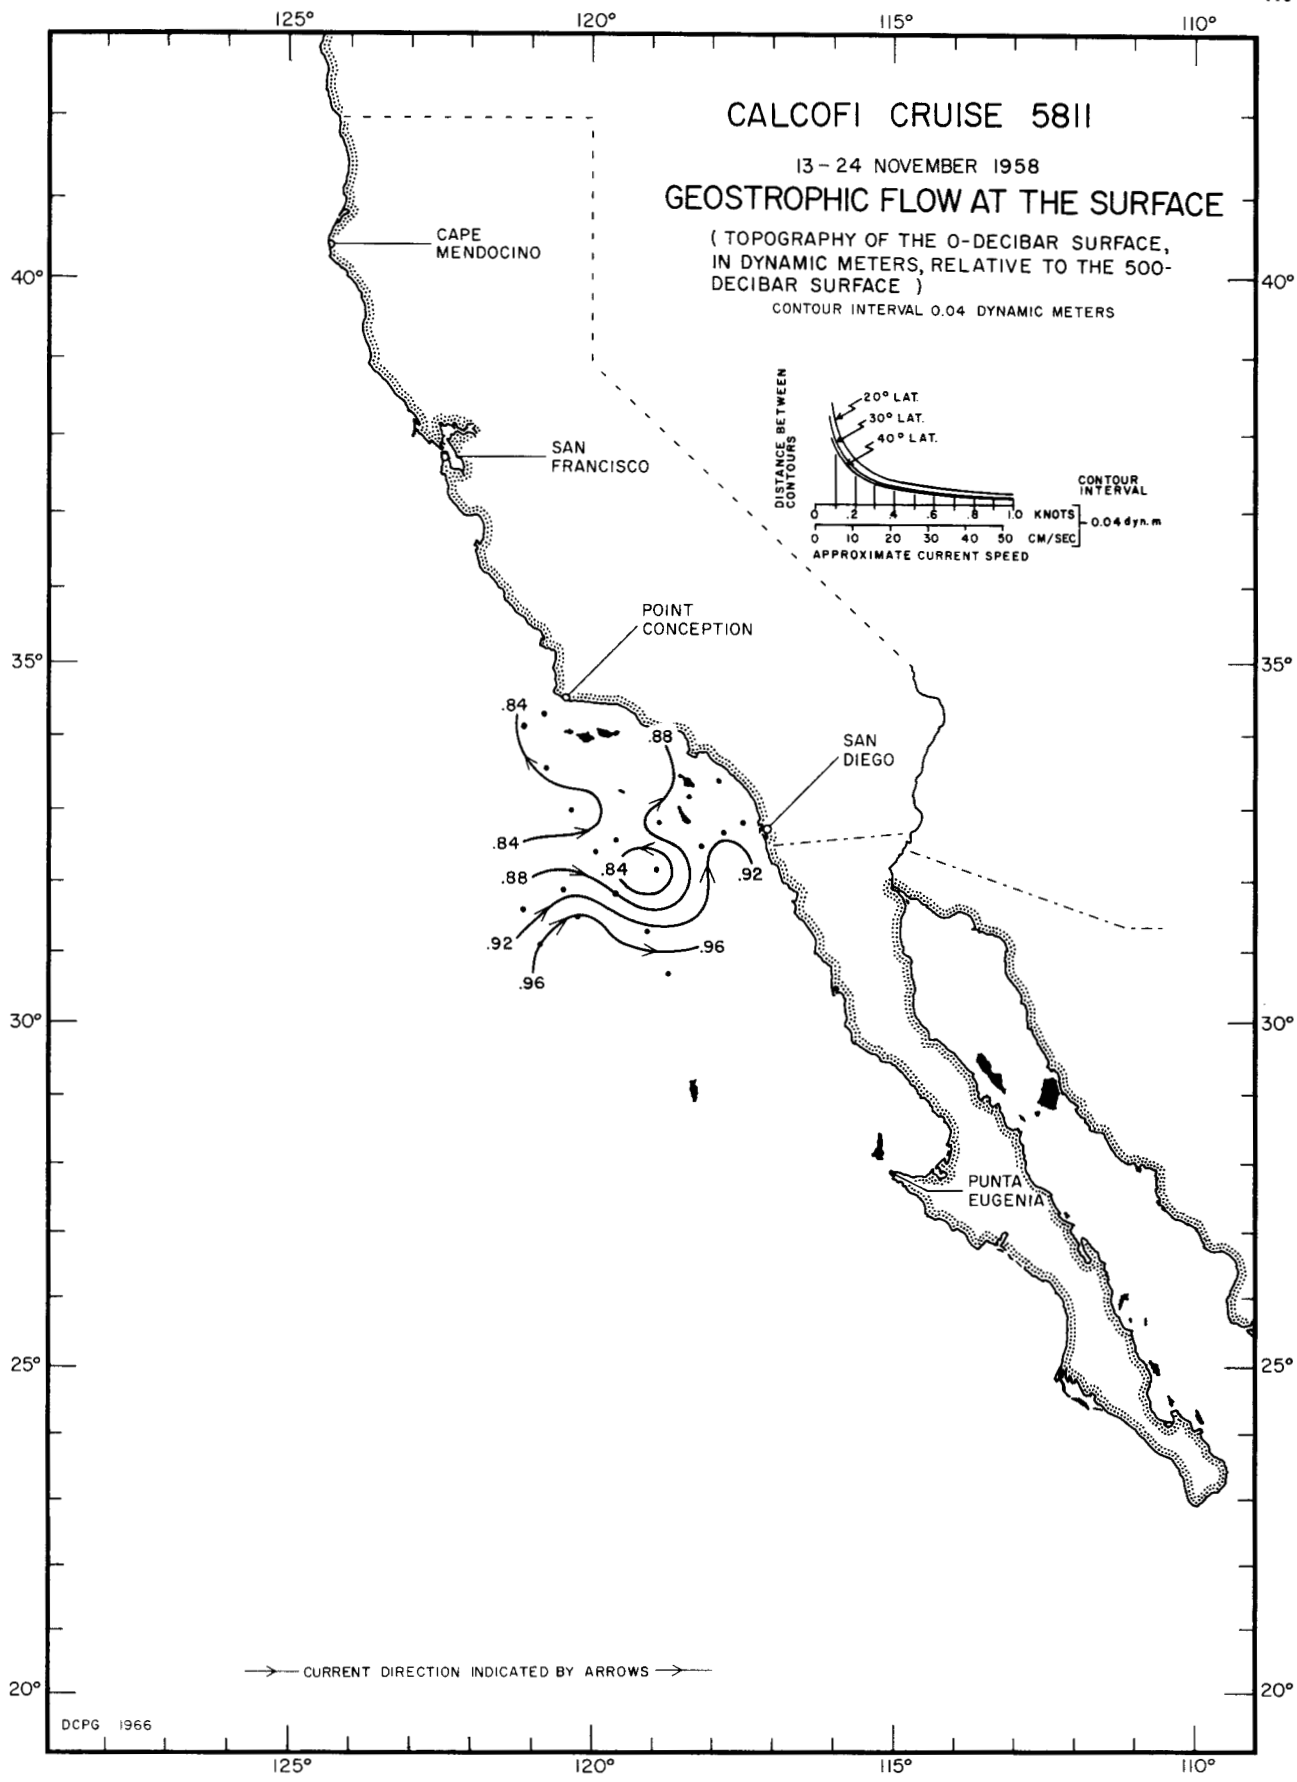 125° 120° 115° 110°
CALCOFI CRUISE 5811
13-24 NOVEMBER 1958
GEOSTROPHIC FLOW AT THE SURFACE
( TOPOGRAPHY OF THE 0-DECIBAR SURFACE,
IN DYNAMIC METERS, RELATIVE TO THE 500-
DECIBAR SURFACE )
CONTOUR INTERVAL 0.04 DYNAMIC METERS
CAPE
MENDOCINO
40° 40°
DISTANCE BETWEEN
CONTOURS
20° LAT.
30° LAT.
40° LAT.
CONTOUR
INTERVAL
0 .2 .4 .6 .8 1.0 KNOTS
0.04 dyn.m
0 10 20 30 40 50 CM/SEC
APPROXIMATE CURRENT SPEED
SAN
FRANCISCO
POINT
CONCEPTION
35° 35°
.84
.88
SAN
DIEGO
.84
.84
.88
.92
.92
.96
.96
30° 30°
PUNTA
EUGENIA
25° 25°
CURRENT DIRECTION INDICATED BY ARROWS
20° 20°
DCPG 1966
125° 120° 115° 110°